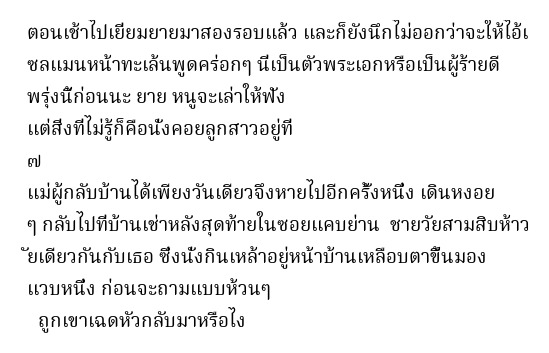 ตอนเช้าไปเยี่ยมยายมาสองรอบแล้ว และก็ยังนึกไม่ออกว่าจะให้ไอ้เ
ซลแมนหน้าทะเล้นพูดคร่อกๆ นี่เป็นตัวพระเอกหรือเป็นผู้ร้ายดี
พรุ่งนี้ก่อนนะ ยาย หนูจะเล่าให้ฟัง
แต่สิ่งที่ไม่รู้ก็คือนั่งคอยลูกสาวอยู่ที่
๗
แม่ผู้กลับบ้านได้เพียงวันเดียวจึงหายไปอีกครั้งหนึ่ง เดินหงอย
ๆ กลับไปที่บ้านเช่าหลังสุดท้ายในซอยแคบย่าน  ชายวัยสามสิบห้าว
ัยเดียวกันกับเธอ ซึ่งนั่งกินเหล้าอยู่หน้าบ้านเหลือบตาขึ้นมอง
แวบหนึ่ง ก่อนจะถามแบบห้วนๆ
ถูกเขาเฉดหัวกลับมาหรือไง